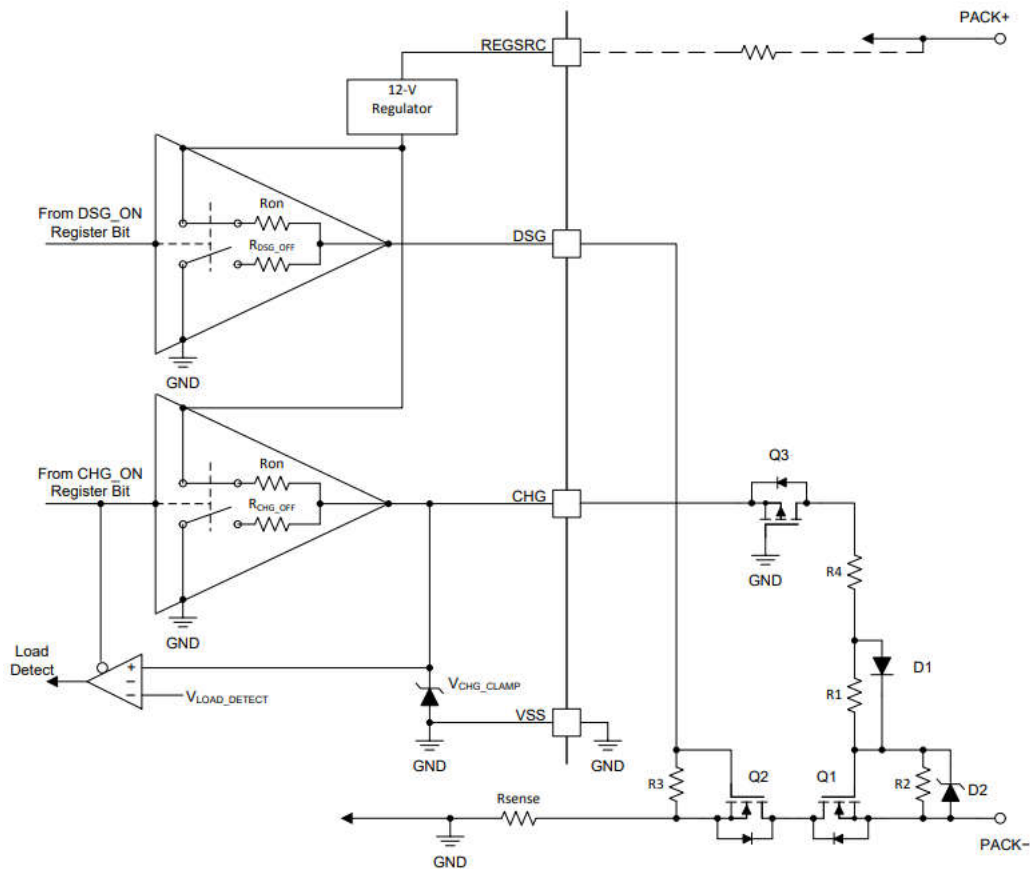 PACK+
REGSRC
12-V
Regulator
From DSG_ON
Register Bit
Ron
RDSG_OFF
DSG
GND
From CHG_ON
Register Bit
Ron
RCHG_OFF
CHG
Q3
GND
R4
GND
Load
Detect
+
−
−
VLOAD_DETECT
VCHG_CLAMP
D1
R1
VSS
GND
GND
R3
Q2
Q1
R2
D2
Rsense
GND
PACK−